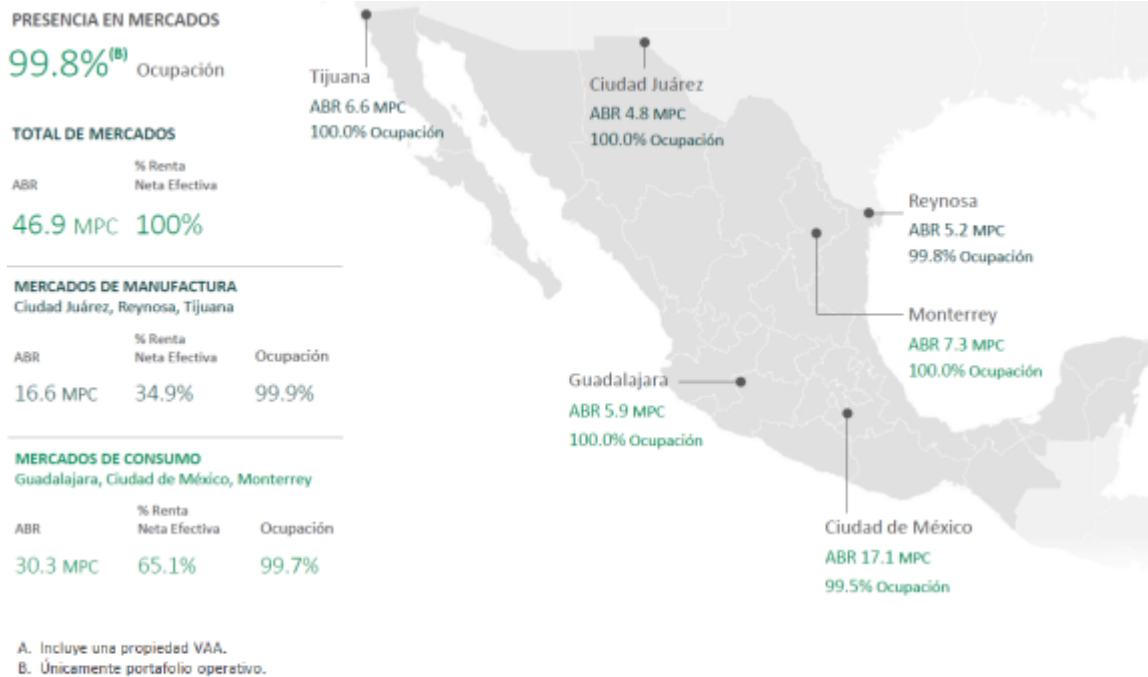 PRESENCIA EN MERCADOS
99.8%(B) Ocupación
TOTAL DE MERCADOS
ABR
% Renta
Neta Efectiva
46.9 MPC 100%
MERCADOS DE MANUFACTURA
Ciudad Juárez, Reynosa, Tijuana
ABR
% Renta
Neta Efectiva
Ocupación
16.6 MPC 34.9% 99.9%
MERCADOS DE CONSUMO
Guadalajara, Ciudad de México, Monterrey
ABR
% Renta
Neta Efectiva
Ocupación
30.3 MPC 65.1% 99.7%
A. Incluye una propiedad VAA.
B. Únicamente portafolio operativo.
Tijuana
ABR 6.6 MPC
100.0% Ocupación
Ciudad Juárez
ABR 4.8 MPC
100.0% Ocupación
Reynosa
ABR 5.2 MPC
99.8% Ocupación
Monterrey
ABR 7.3 MPC
100.0% Ocupación
Guadalajara
ABR 5.9 MPC
100.0% Ocupación
Ciudad de México
ABR 17.1 MPC
99.5% Ocupación